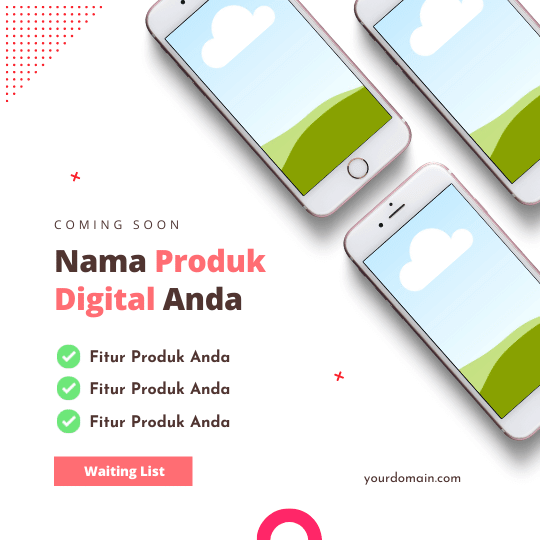 COMING SOON
Nama Produk
Digital Anda
Fitur Produk Anda
Fitur Produk Anda
Fitur Produk Anda
Waiting List
yourdomain.com